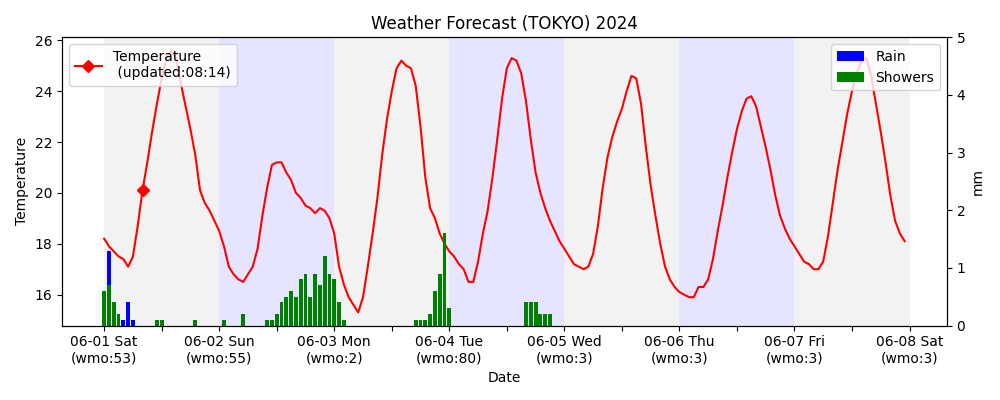 Weather Forecast (TOKYO) 2024
Temperature
(updated:08:14)
Rain
Showers
26
24
22
20
18
16
Temperature
5
4
3
2
1
0
mm
06-01 Sat
(wmo:53)
06-02 Sun
(wmo:55)
06-03 Mon
(wmo:2)
06-04 Tue
(wmo:80)
06-05 Wed
(wmo:3)
06-06 Thu
(wmo:3)
06-07 Fri
(wmo:3)
06-08 Sat
(wmo:3)
Date